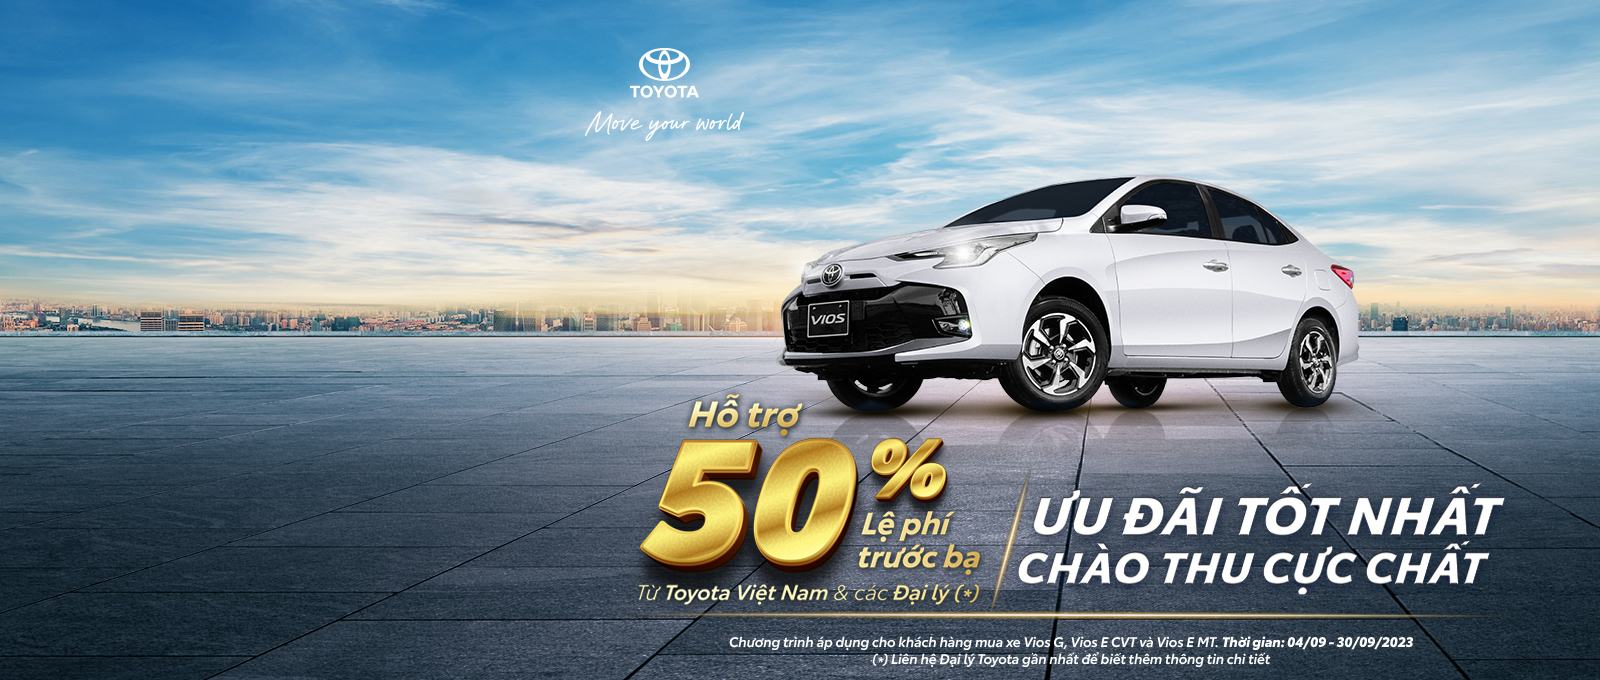 TOYOTA
Move your world
VIOS
Hỗ trợ
50%
Lệ phí
trước bạ
Từ Toyota Việt Nam & các Đại lý (*)
ƯU ĐÃI TỐT NHẤT
CHÀO THU CỰC CHẤT
Chương trình áp dụng cho khách hàng mua xe Vios G, Vios E CVT và Vios E MT. Thời gian: 04/09 - 30/09/2023
(*) Liên hệ Đại lý Toyota gần nhất để biết thêm thông tin chi tiết